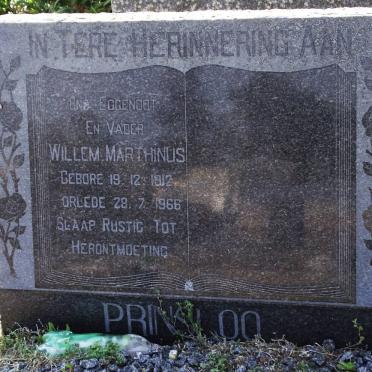 IN TERE HERINNERING AAN
ONS EGGENOOT
EN VADER
WILLEM MARTHINUS
GEBORE 19. 12. 1912
ORLEDE 28. 7. 1966
SLAAP RUSTIG TOT
HERONTMOETING
PRINSLOO